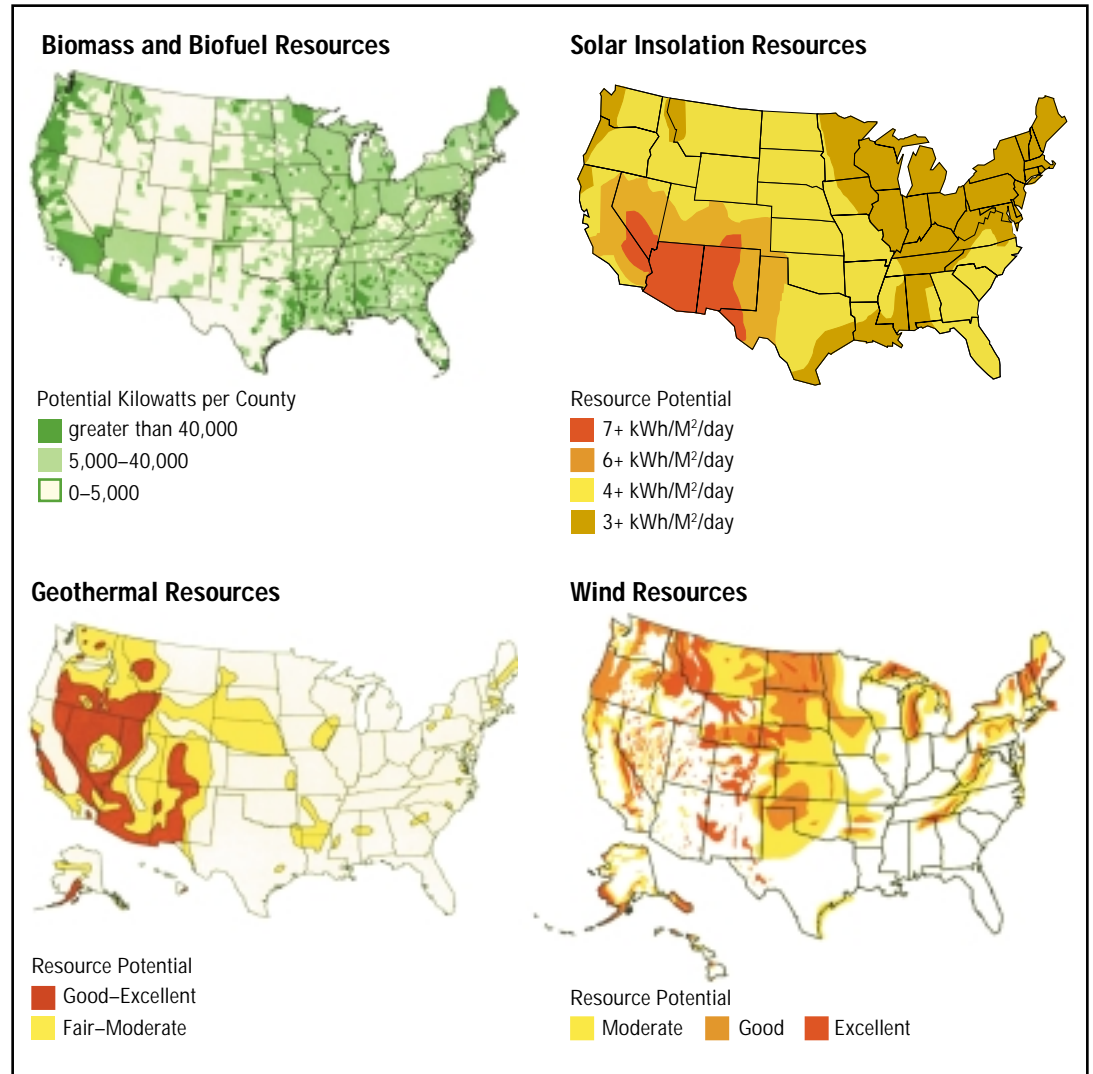 Biomass and Biofuel Resources
Potential Kilowatts per County
greater than 40,000
5,000–40,000
0–5,000
Solar Insolation Resources
Resource Potential
7+ kWh/M²/day
6+ kWh/M²/day
4+ kWh/M²/day
3+ kWh/M²/day
Geothermal Resources
Resource Potential
Good–Excellent
Fair–Moderate
Wind Resources
Resource Potential
Moderate Good Excellent